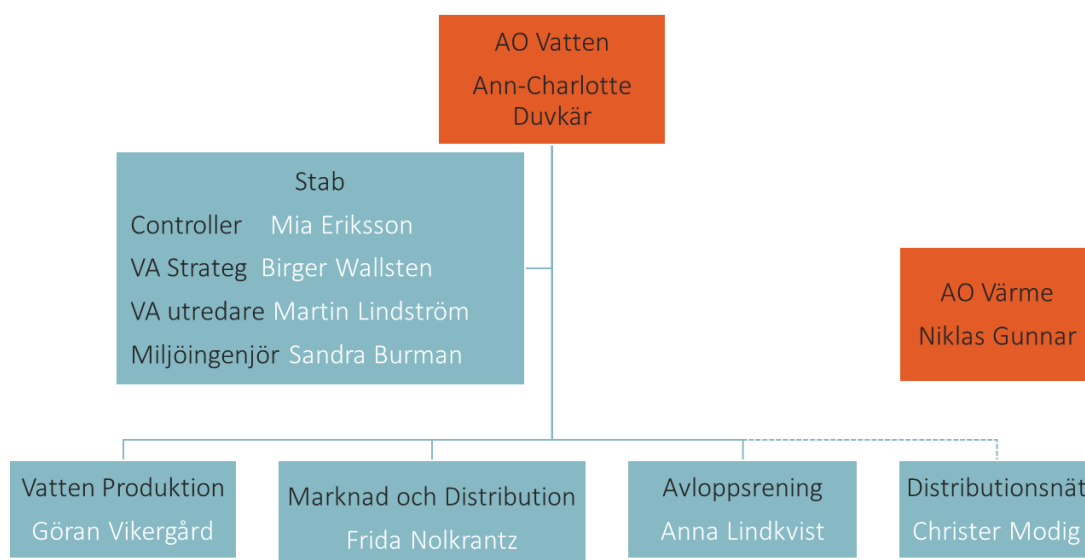 AO Vatten
Ann-Charlotte
Duvkär
Stab
Controller Mia Eriksson
VA Strateg Birger Wallsten
VA utredare Martin Lindström
Miljöingenjör Sandra Burman
AO Värme
Niklas Gunnar
Vatten Produktion
Göran Vikergård
Marknad och Distribution
Frida Nolkrantz
Avloppsrening
Anna Lindkvist
Distributionsnät
Christer Modig